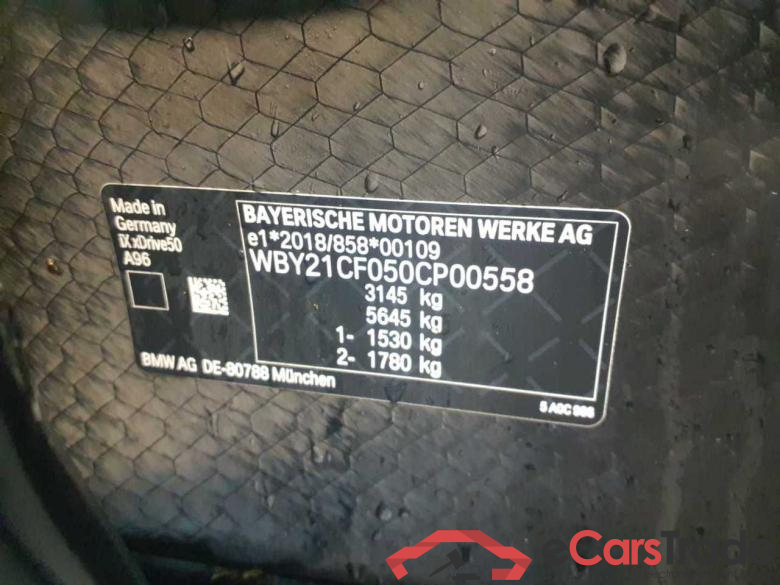 Made in
Germany
iX xDrive50
A96
BAYERISCHE MOTOREN WERKE AG
e1*2018/858*00109
WBY21CF050CP00558
3145 kg
5645 kg
1- 1530 kg
2- 1780 kg
BMW AG DE-80788 München
eCarsTrade